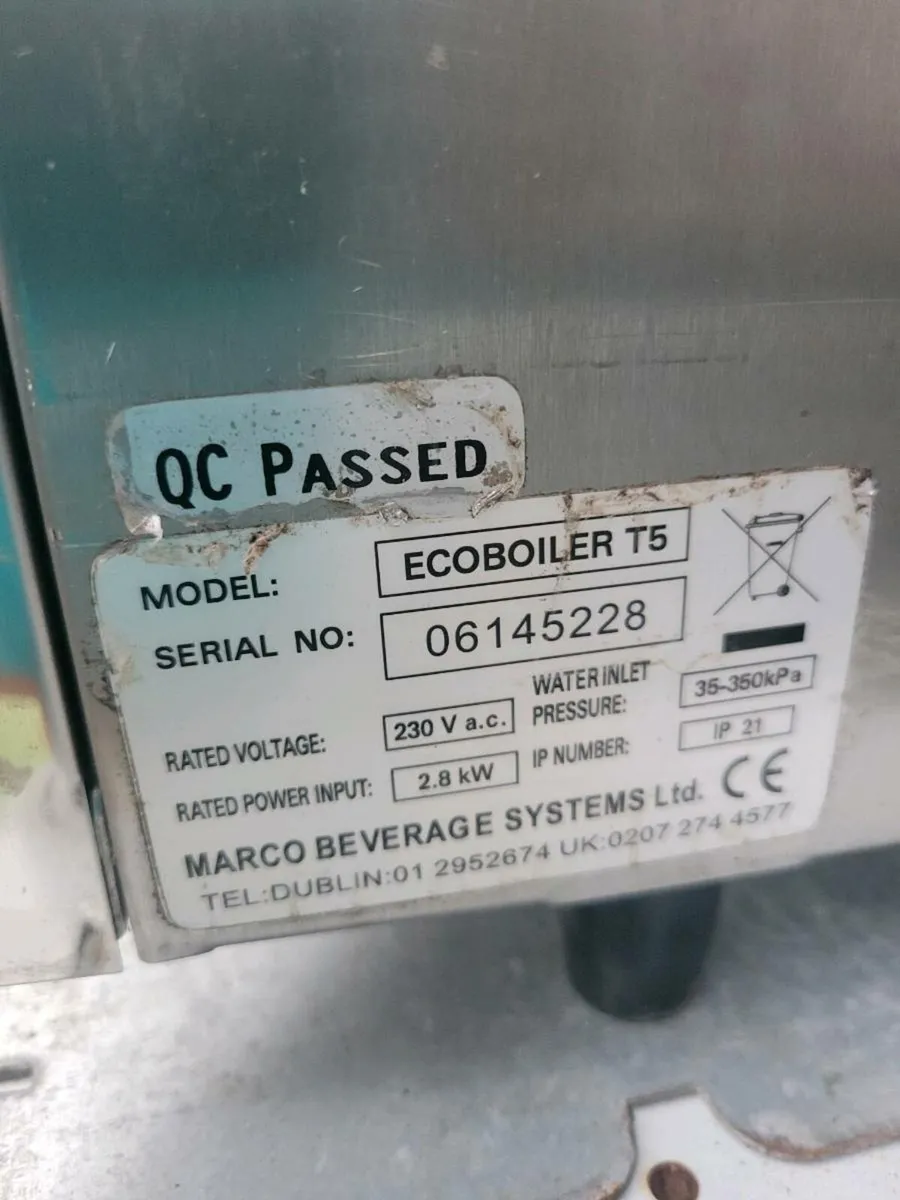 QC PASSED
MODEL: ECOBOILER T5
SERIAL NO: 06145228
RATED VOLTAGE: 230 V a.c. WATER INLET PRESSURE: 35-350kPa
RATED POWER INPUT: 2.8 kW IP NUMBER: IP 21
MARCO BEVERAGE SYSTEMS Ltd. CE
TEL:DUBLIN:01 2952674 UK:0207 274 4577